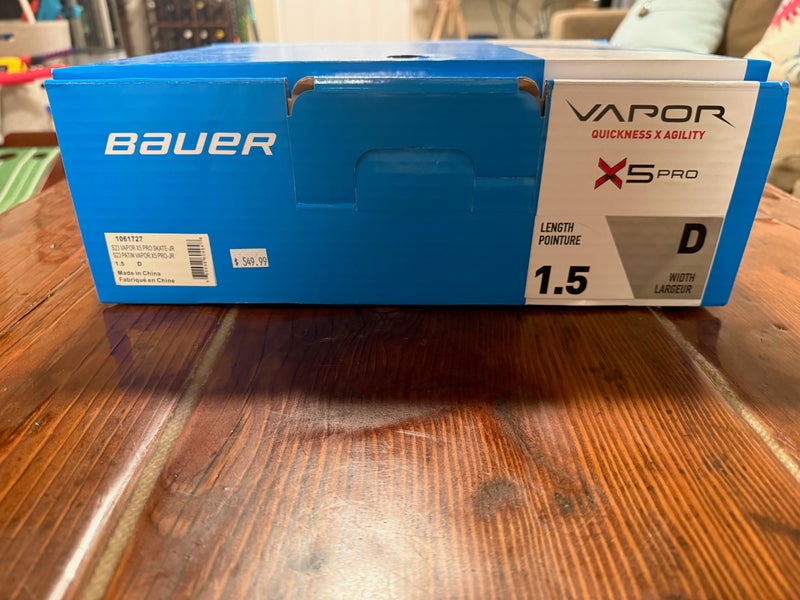 BAUER
1061727
S23 VAPOR X5 PRO SKATE-JR
S23 PATIN VAPOR X5 PRO-JR
1.5 D
Made in China
Fabriqué en Chine
$ 549.99
VAPOR
QUICKNESS X AGILITY
X5 PRO
LENGTH
POINTURE
1.5
D
WIDTH
LARGEUR